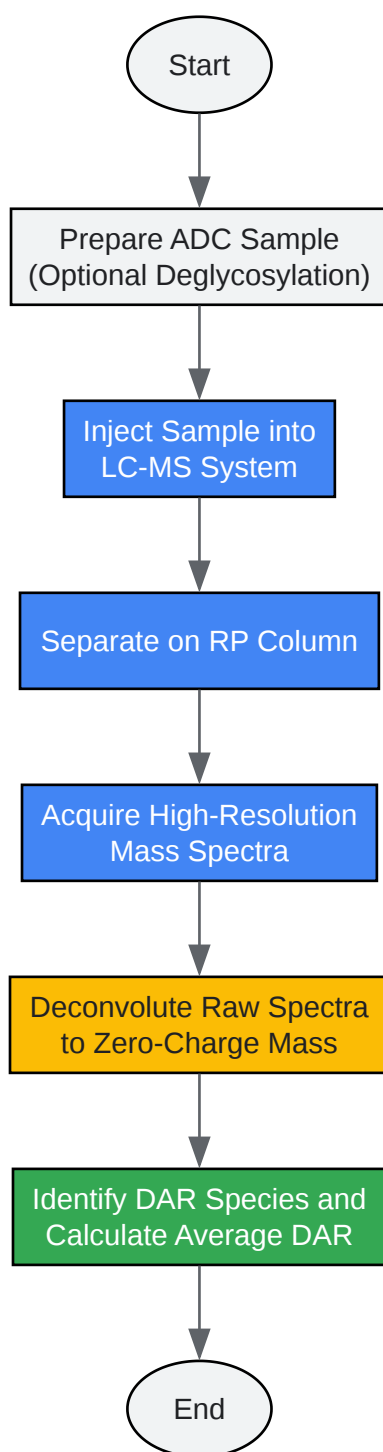 Start
Prepare ADC Sample
(Optional Deglycosylation)
Inject Sample into
LC-MS System
Separate on RP Column
Acquire High-Resolution
Mass Spectra
Deconvolute Raw Spectra
to Zero-Charge Mass
Identify DAR Species and
Calculate Average DAR
End